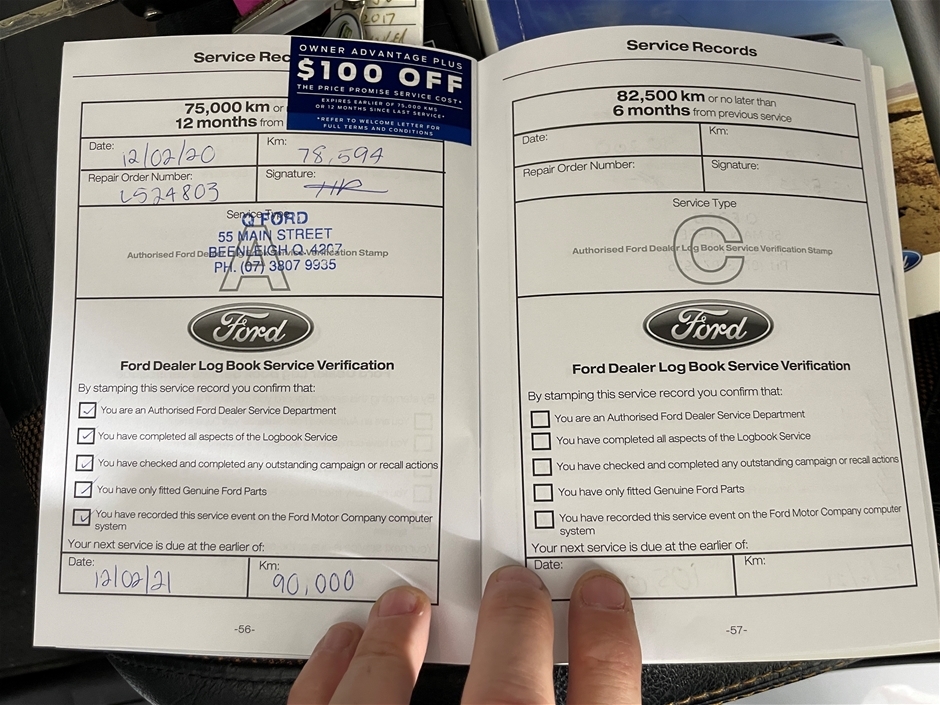 2017
Service Rec
OWNER ADVANTAGE PLUS
$100 OFF
THE PRICE PROMISE SERVICE COST*
EXPIRES EARLIER OF 75,000 KMS
OR 12 MONTHS SINCE LAST SERVICE*
*REFER TO WELCOME LETTER FOR
FULL TERMS AND CONDITIONS
75,000 km or
12 months from
Date:
12/02/20
Km:
78,594
Repair Order Number:
L524803
Signature:
Service Type
Q FORD
55 MAIN STREET
BEENLEIGH Q. 4207
PH. (07) 3807 9935
A
Authorised Ford De Service Verification Stamp
Ford
Ford Dealer Log Book Service Verification
By stamping this service record you confirm that:
You are an Authorised Ford Dealer Service Department
You have completed all aspects of the Logbook Service
You have checked and completed any outstanding campaign or recall actions
You have only fitted Genuine Ford Parts
You have recorded this service event on the Ford Motor Company computer
system
Your next service is due at the earlier of:
Date:
12/02/21
Km:
90,000
-56-
Service Records
82,500 km or no later than
6 months from previous service
Date:
Km:
Repair Order Number:
Signature:
Service Type
C
Authorised Ford Dealer Log Book Service Verification Stamp
Ford
Ford Dealer Log Book Service Verification
By stamping this service record you confirm that:
You are an Authorised Ford Dealer Service Department
You have completed all aspects of the Logbook Service
You have checked and completed any outstanding campaign or recall actions
You have only fitted Genuine Ford Parts
You have recorded this service event on the Ford Motor Company computer
system
Your next service is due at the earlier of:
Date:
Km:
-57-